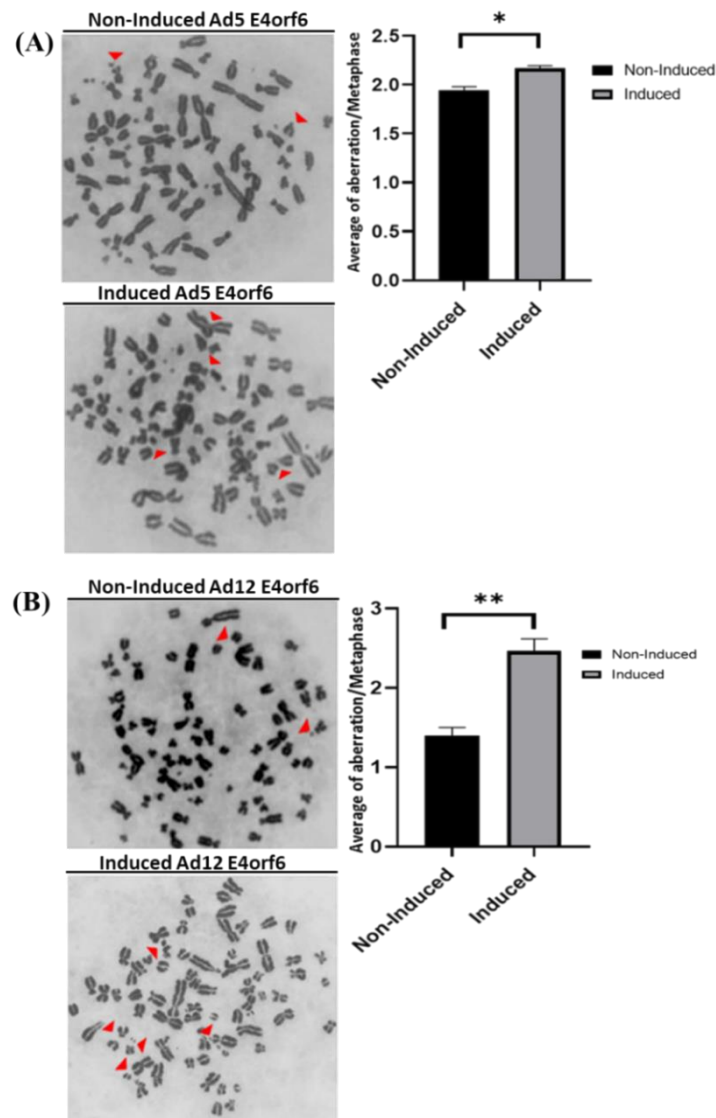 (A)
Non-Induced Ad5 E4orf6
Induced Ad5 E4orf6
Average of aberration/Metaphase
2.5
2.0
1.5
1.0
0.5
0.0
*
Non-Induced
Induced
Non-Induced
Induced
(B)
Non-Induced Ad12 E4orf6
Induced Ad12 E4orf6
Average of aberration/Metaphase
3
2
1
0
**
Non-Induced
Induced
Non-Induced
Induced